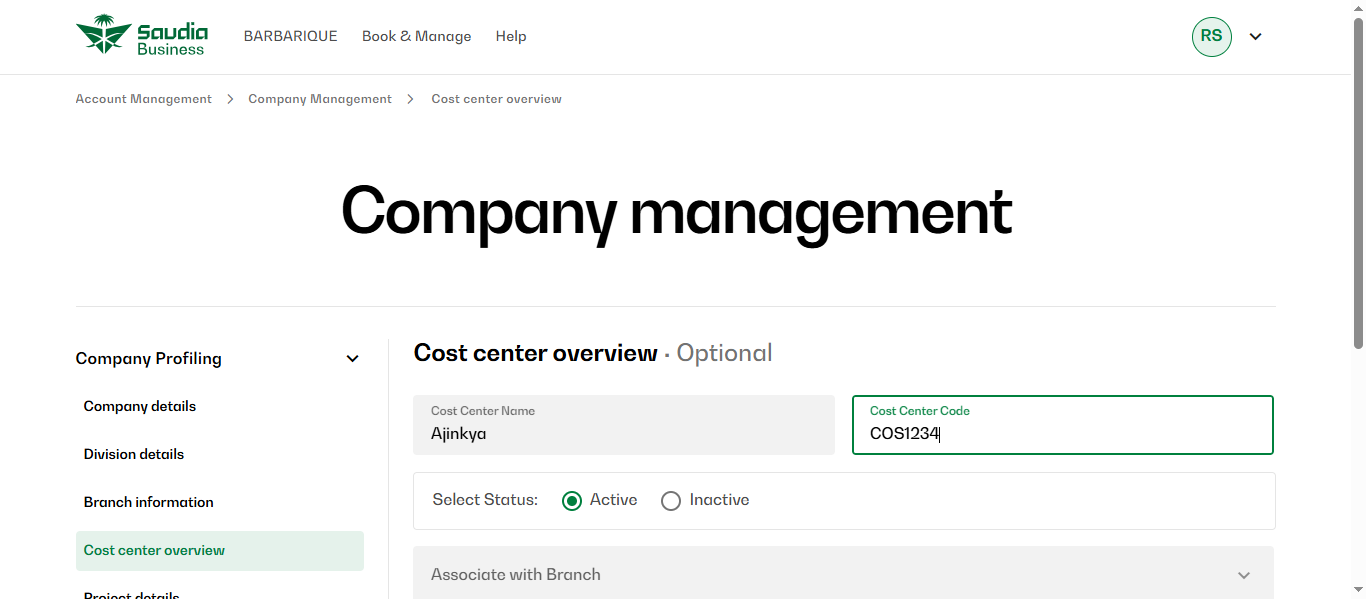 Saudia
Business
BARBARIQUE Book & Manage Help
RS
Account Management > Company Management > Cost center overview
Company management
Company Profiling
Company details
Division details
Branch information
Cost center overview
Project details
Cost center overview · Optional
Cost Center Name
Ajinkya
Cost Center Code
COS1234
Select Status: Active Inactive
Associate with Branch